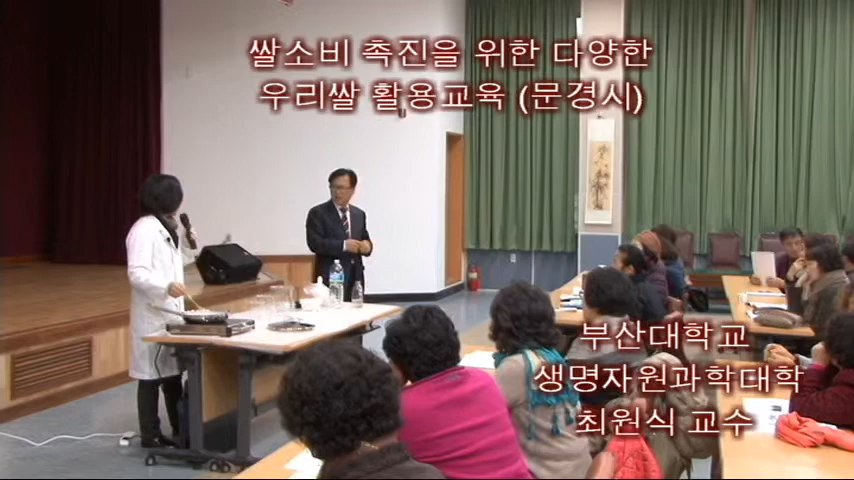 쌀소비 촉진을 위한 다양한
우리쌀 활용교육 (문경시)
부산대학교
생명자원과학대학
최원식 교수